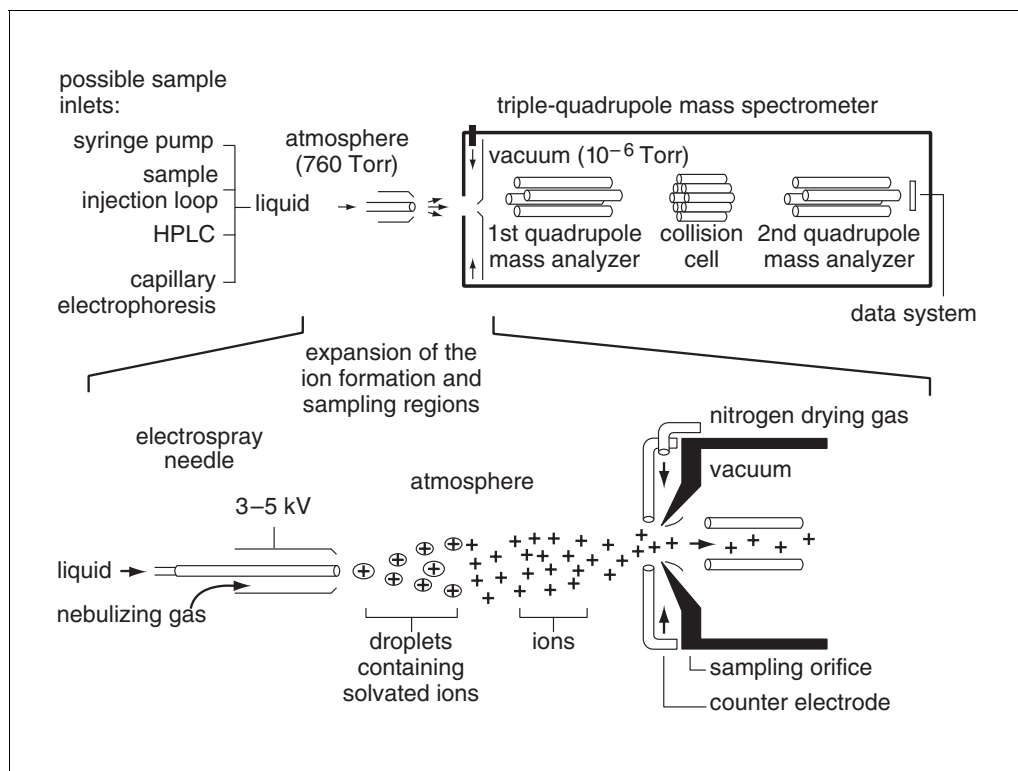 possible sample
inlets:
syringe pump
sample
injection loop
HPLC
capillary
electrophoresis
liquid
atmosphere
(760 Torr)
triple-quadrupole mass spectrometer
vacuum (10⁻⁶ Torr)
1st quadrupole
mass analyzer
collision
cell
2nd quadrupole
mass analyzer
data system
expansion of the
ion formation and
sampling regions
electrospray
needle
3–5 kV
liquid
nebulizing gas
atmosphere
droplets
containing
solvated ions
ions
nitrogen drying gas
vacuum
sampling orifice
counter electrode